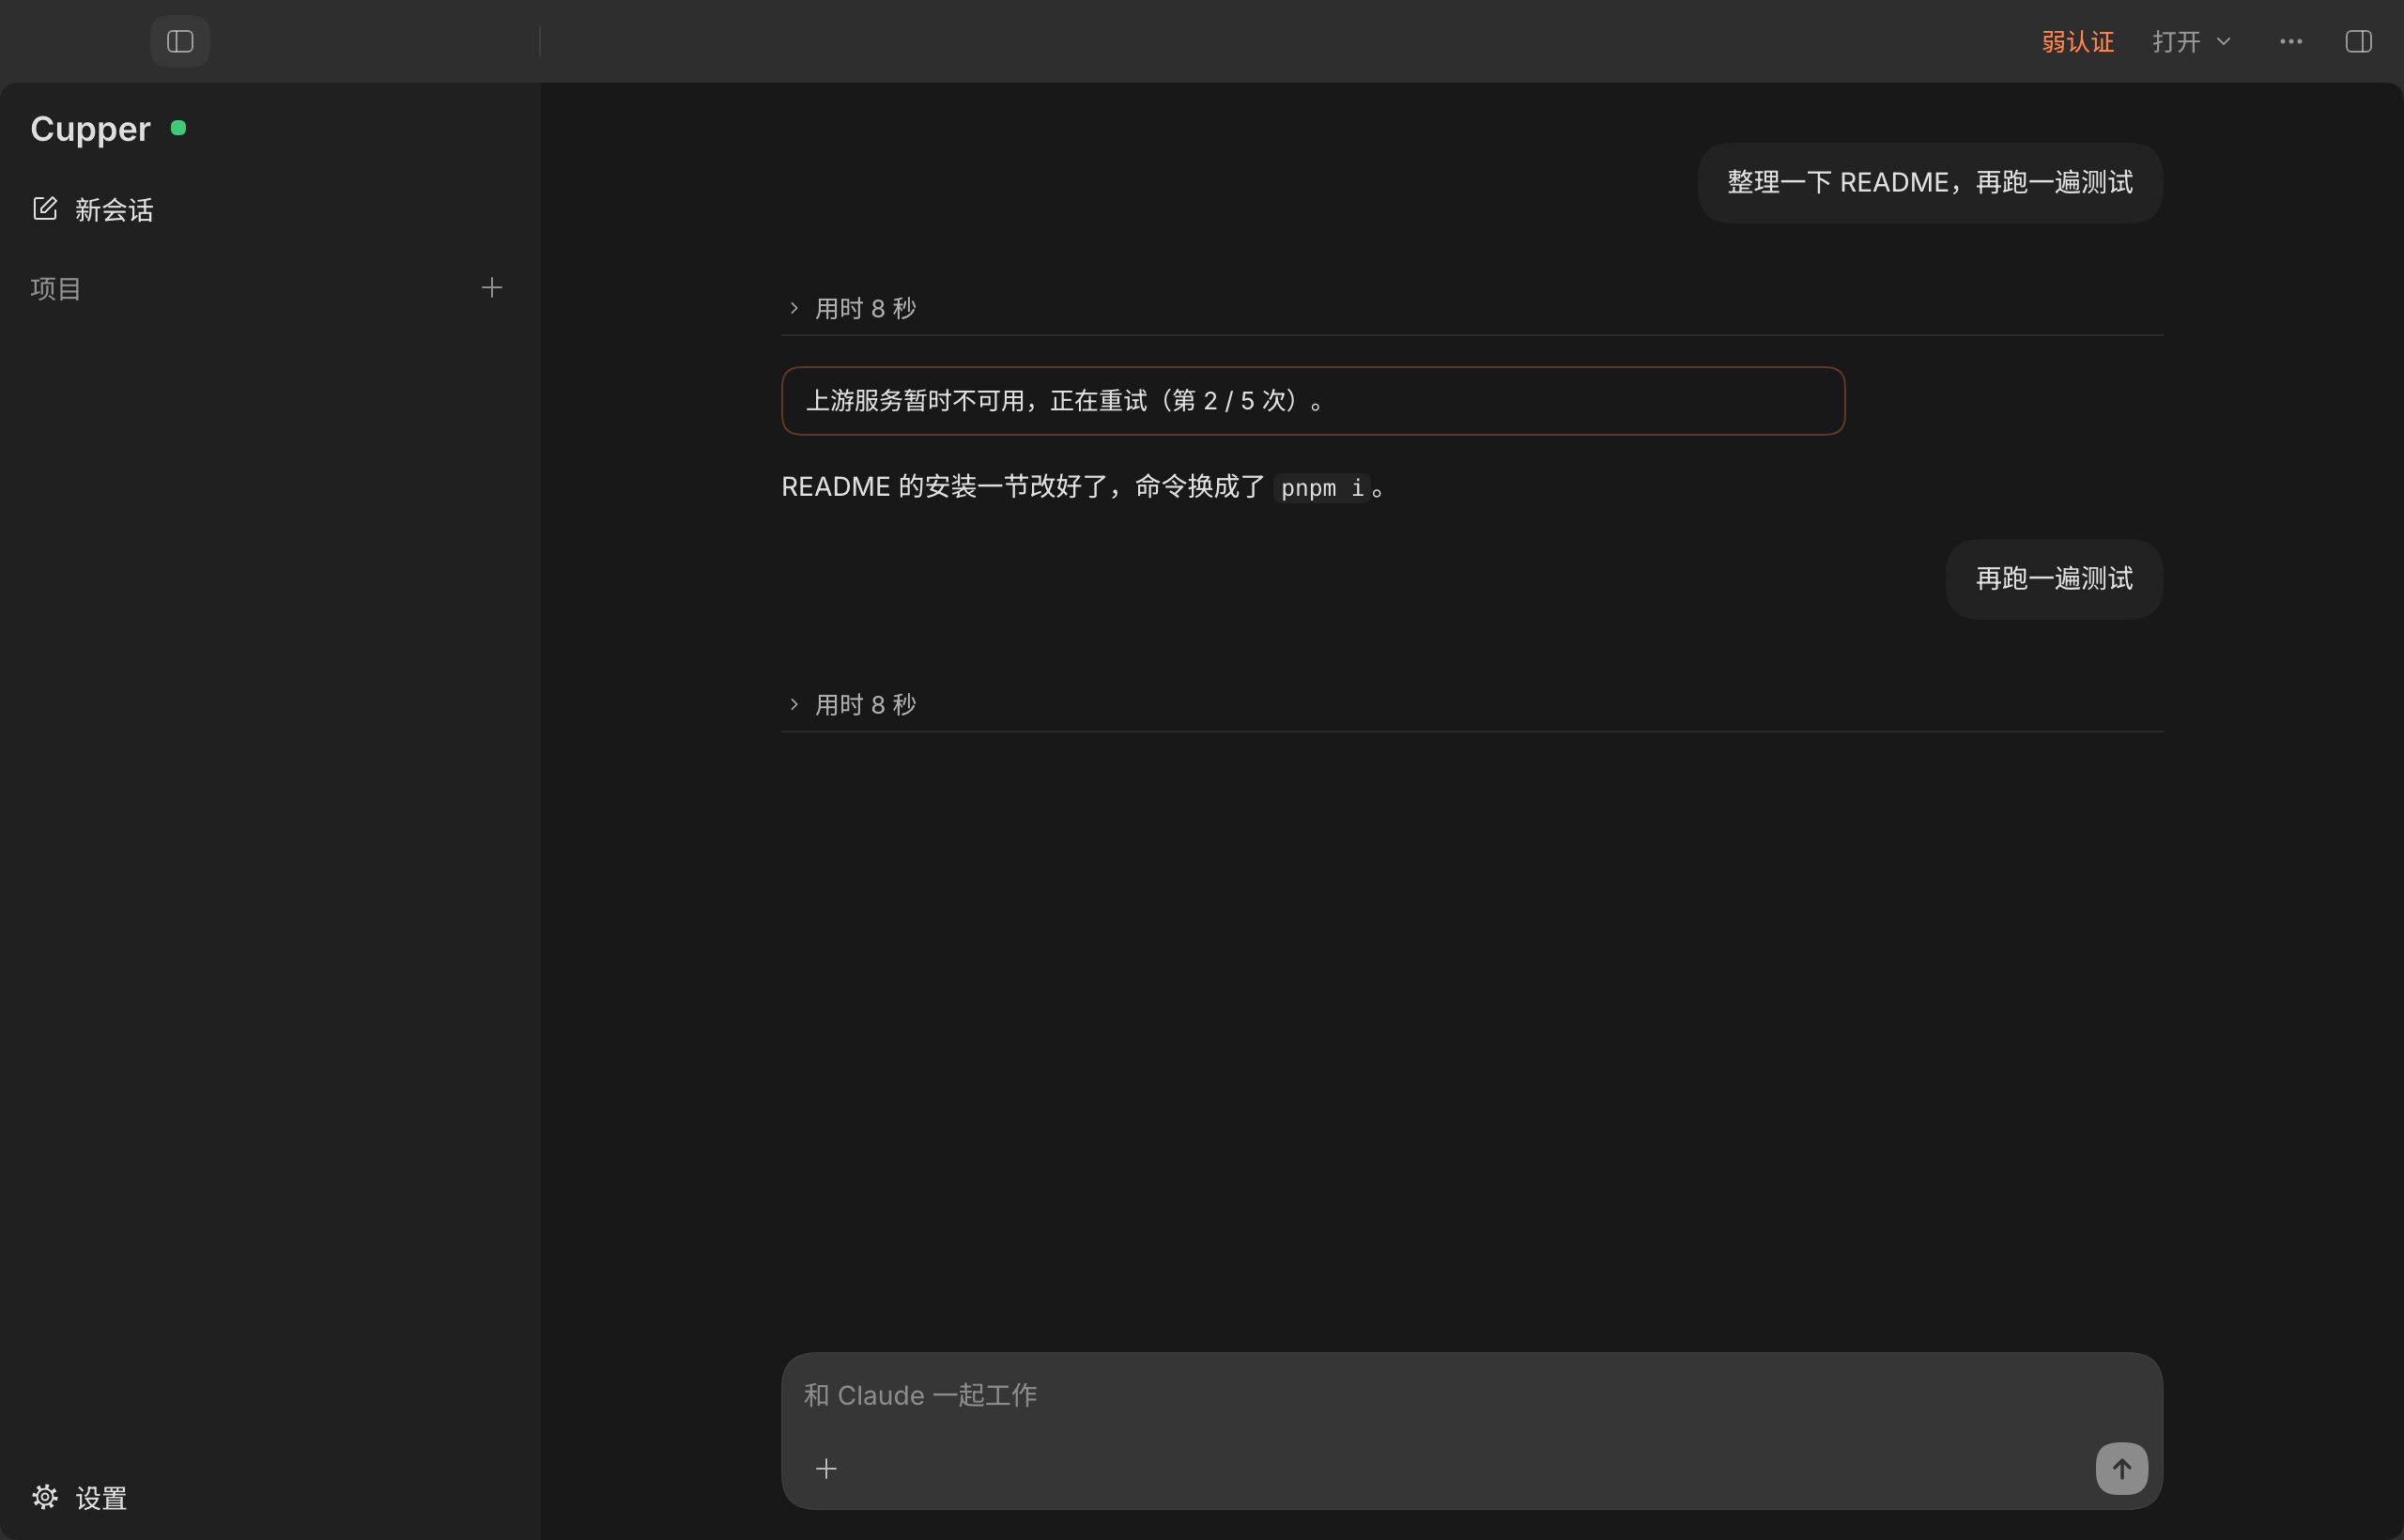 弱认证
打开
Cupper
新会话
项目
整理一下 README，再跑一遍测试
用时 8 秒
上游服务暂时不可用，正在重试（第 2 / 5 次）。
README 的安装一节改好了，命令换成了 pnpm i。
再跑一遍测试
用时 8 秒
和 Claude 一起工作
设置